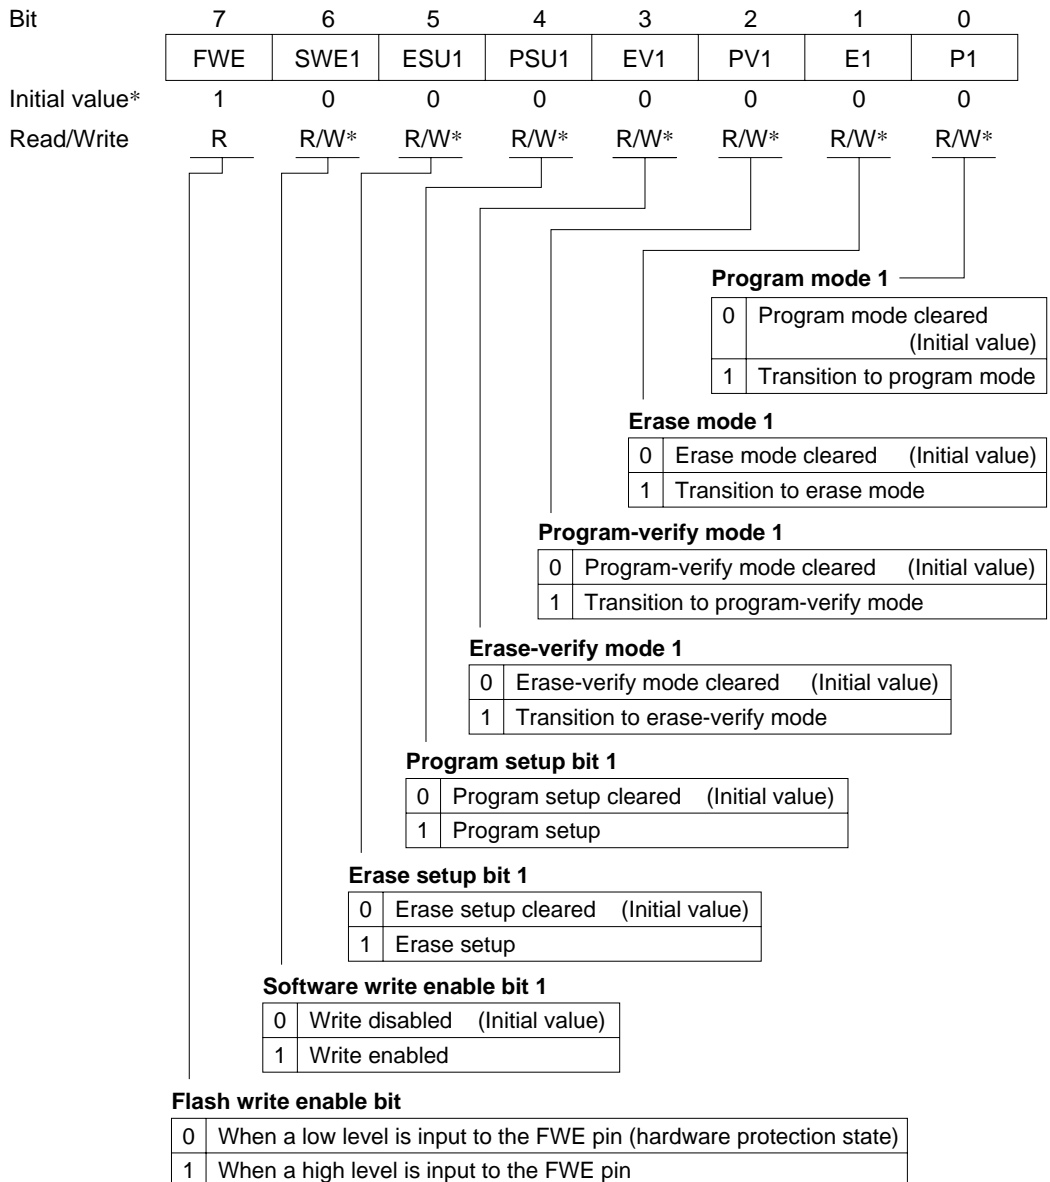 Bit 7 6 5 4 3 2 1 0
FWE SWE1 ESU1 PSU1 EV1 PV1 E1 P1
Initial value* 1 0 0 0 0 0 0 0
Read/Write R R/W* R/W* R/W* R/W* R/W* R/W* R/W*
Program mode 1
0 Program mode cleared
(Initial value)
1 Transition to program mode
Erase mode 1
0 Erase mode cleared (Initial value)
1 Transition to erase mode
Program-verify mode 1
0 Program-verify mode cleared (Initial value)
1 Transition to program-verify mode
Erase-verify mode 1
0 Erase-verify mode cleared (Initial value)
1 Transition to erase-verify mode
Program setup bit 1
0 Program setup cleared (Initial value)
1 Program setup
Erase setup bit 1
0 Erase setup cleared (Initial value)
1 Erase setup
Software write enable bit 1
0 Write disabled (Initial value)
1 Write enabled
Flash write enable bit
0 When a low level is input to the FWE pin (hardware protection state)
1 When a high level is input to the FWE pin